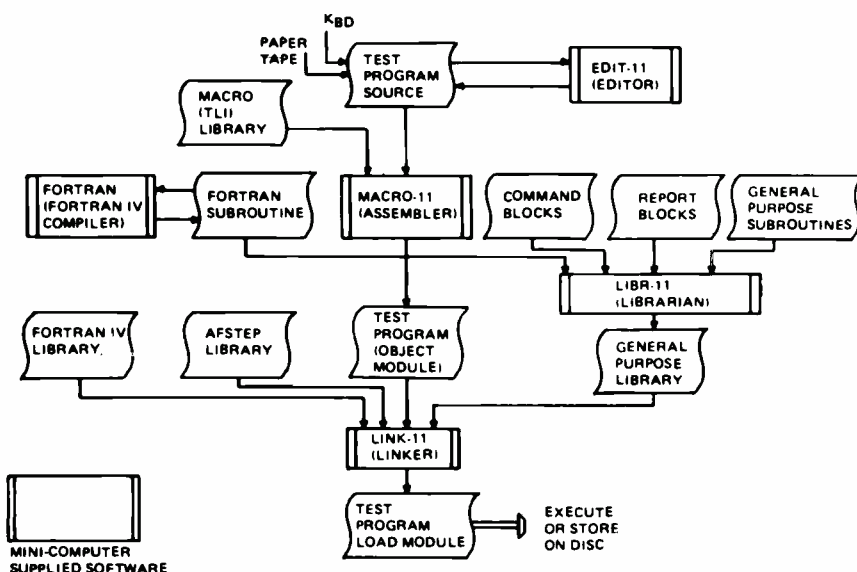 KBD
PAPER
TAPE
TEST
PROGRAM
SOURCE
EDIT-11
(EDITOR)
MACRO
(TLI)
LIBRARY
FORTRAN
(FORTRAN IV
COMPILER)
FORTRAN
SUBROUTINE
MACRO-11
(ASSEMBLER)
COMMAND
BLOCKS
REPORT
BLOCKS
GENERAL
PURPOSE
SUBROUTINES
LIBR-11
(LIBRARIAN)
FORTRAN IV
LIBRARY.
AFSTEP
LIBRARY
TEST
PROGRAM
(OBJECT
MODULE)
GENERAL
PURPOSE
LIBRARY
LINK-11
(LINKER)
TEST
PROGRAM
LOAD MODULE
EXECUTE
OR STORE
ON DISC
MINI-COMPUTER
SUPPLIED SOFTWARE